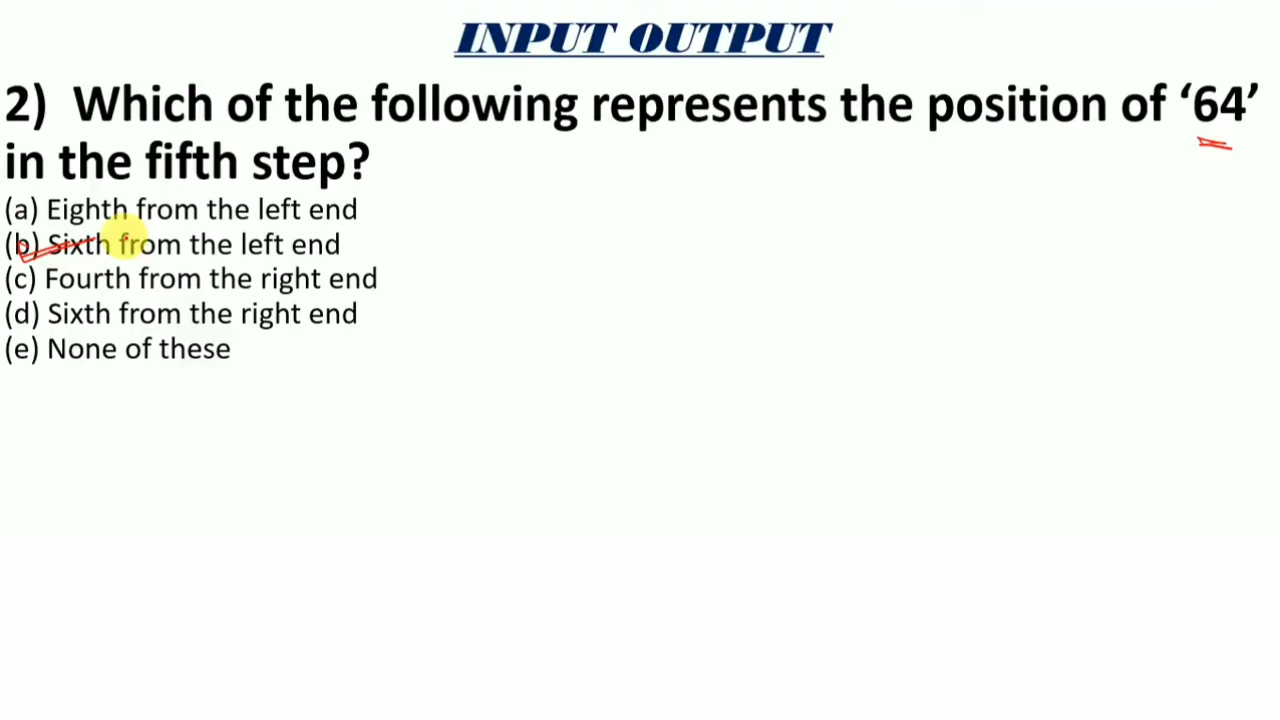 INPUT OUTPUT
2) Which of the following represents the position of ‘64’
in the fifth step?
(a) Eighth from the left end
(b) Sixth from the left end
(c) Fourth from the right end
(d) Sixth from the right end
(e) None of these